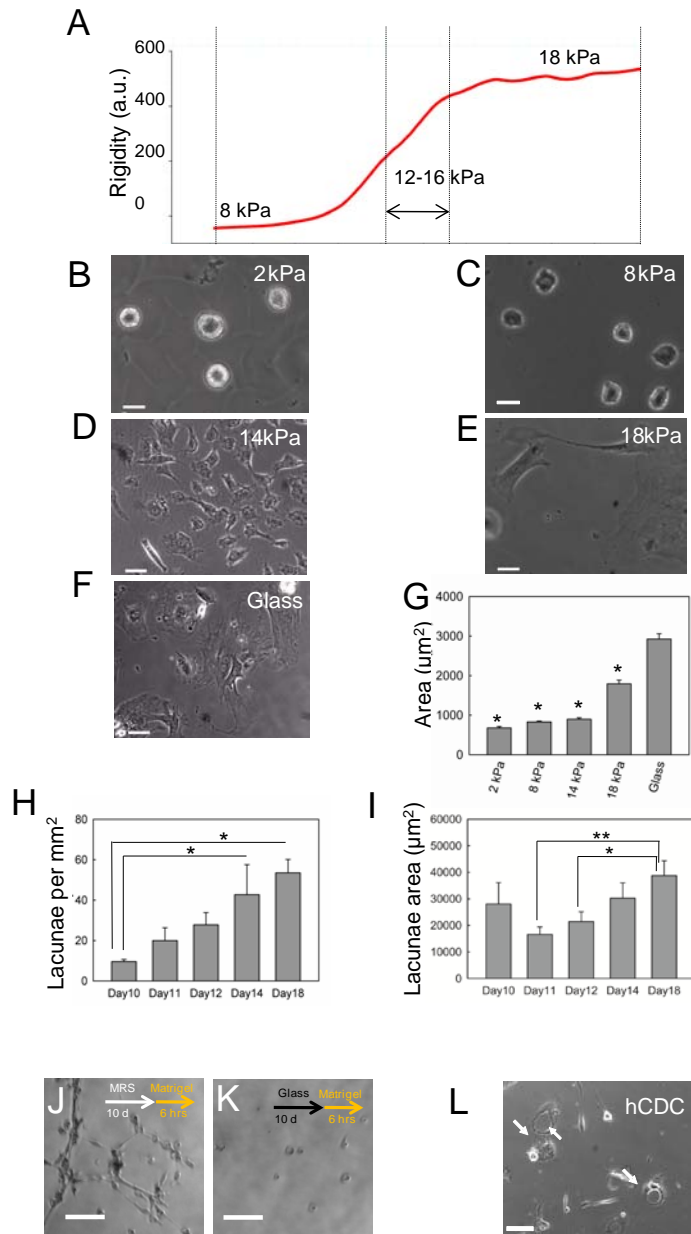 A
600
400
200
0
Rigidity (a.u.)
8 kPa
12-16 kPa
18 kPa
B
2kPa
C
8kPa
D
14kPa
E
18kPa
F
Glass
G
Area (µm²)
4000
3000
2000
1000
0
*
*
*
*
2 kPa
8 kPa
14 kPa
18 kPa
Glass
H
Lacunae per mm²
80
60
40
20
0
*
*
Day10
Day11
Day12
Day14
Day18
I
Lacunae area (µm²)
60000
50000
40000
30000
20000
10000
0
**
*
Day10
Day11
Day12
Day14
Day18
J
MRS
Matrigel
10 d
6 hrs
K
Glass
Matrigel
10 d
6 hrs
L
hCDC